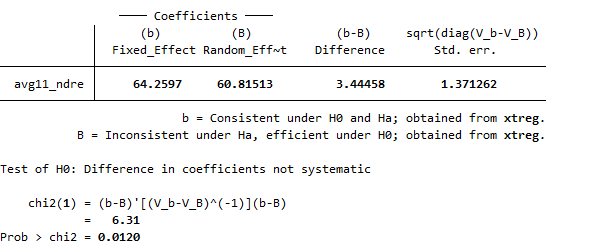 Coefficients
(b) (B) (b-B) sqrt(diag(V_b-V_B))
Fixed_Effect Random_Eff~t Difference Std. err.
avg11_ndre 64.2597 60.81513 3.44458 1.371262
b = Consistent under H0 and Ha; obtained from xtreg.
B = Inconsistent under Ha, efficient under H0; obtained from xtreg.
Test of H0: Difference in coefficients not systematic
chi2(1) = (b-B)'[(V_b-V_B)^(-1)](b-B)
= 6.31
Prob > chi2 = 0.0120